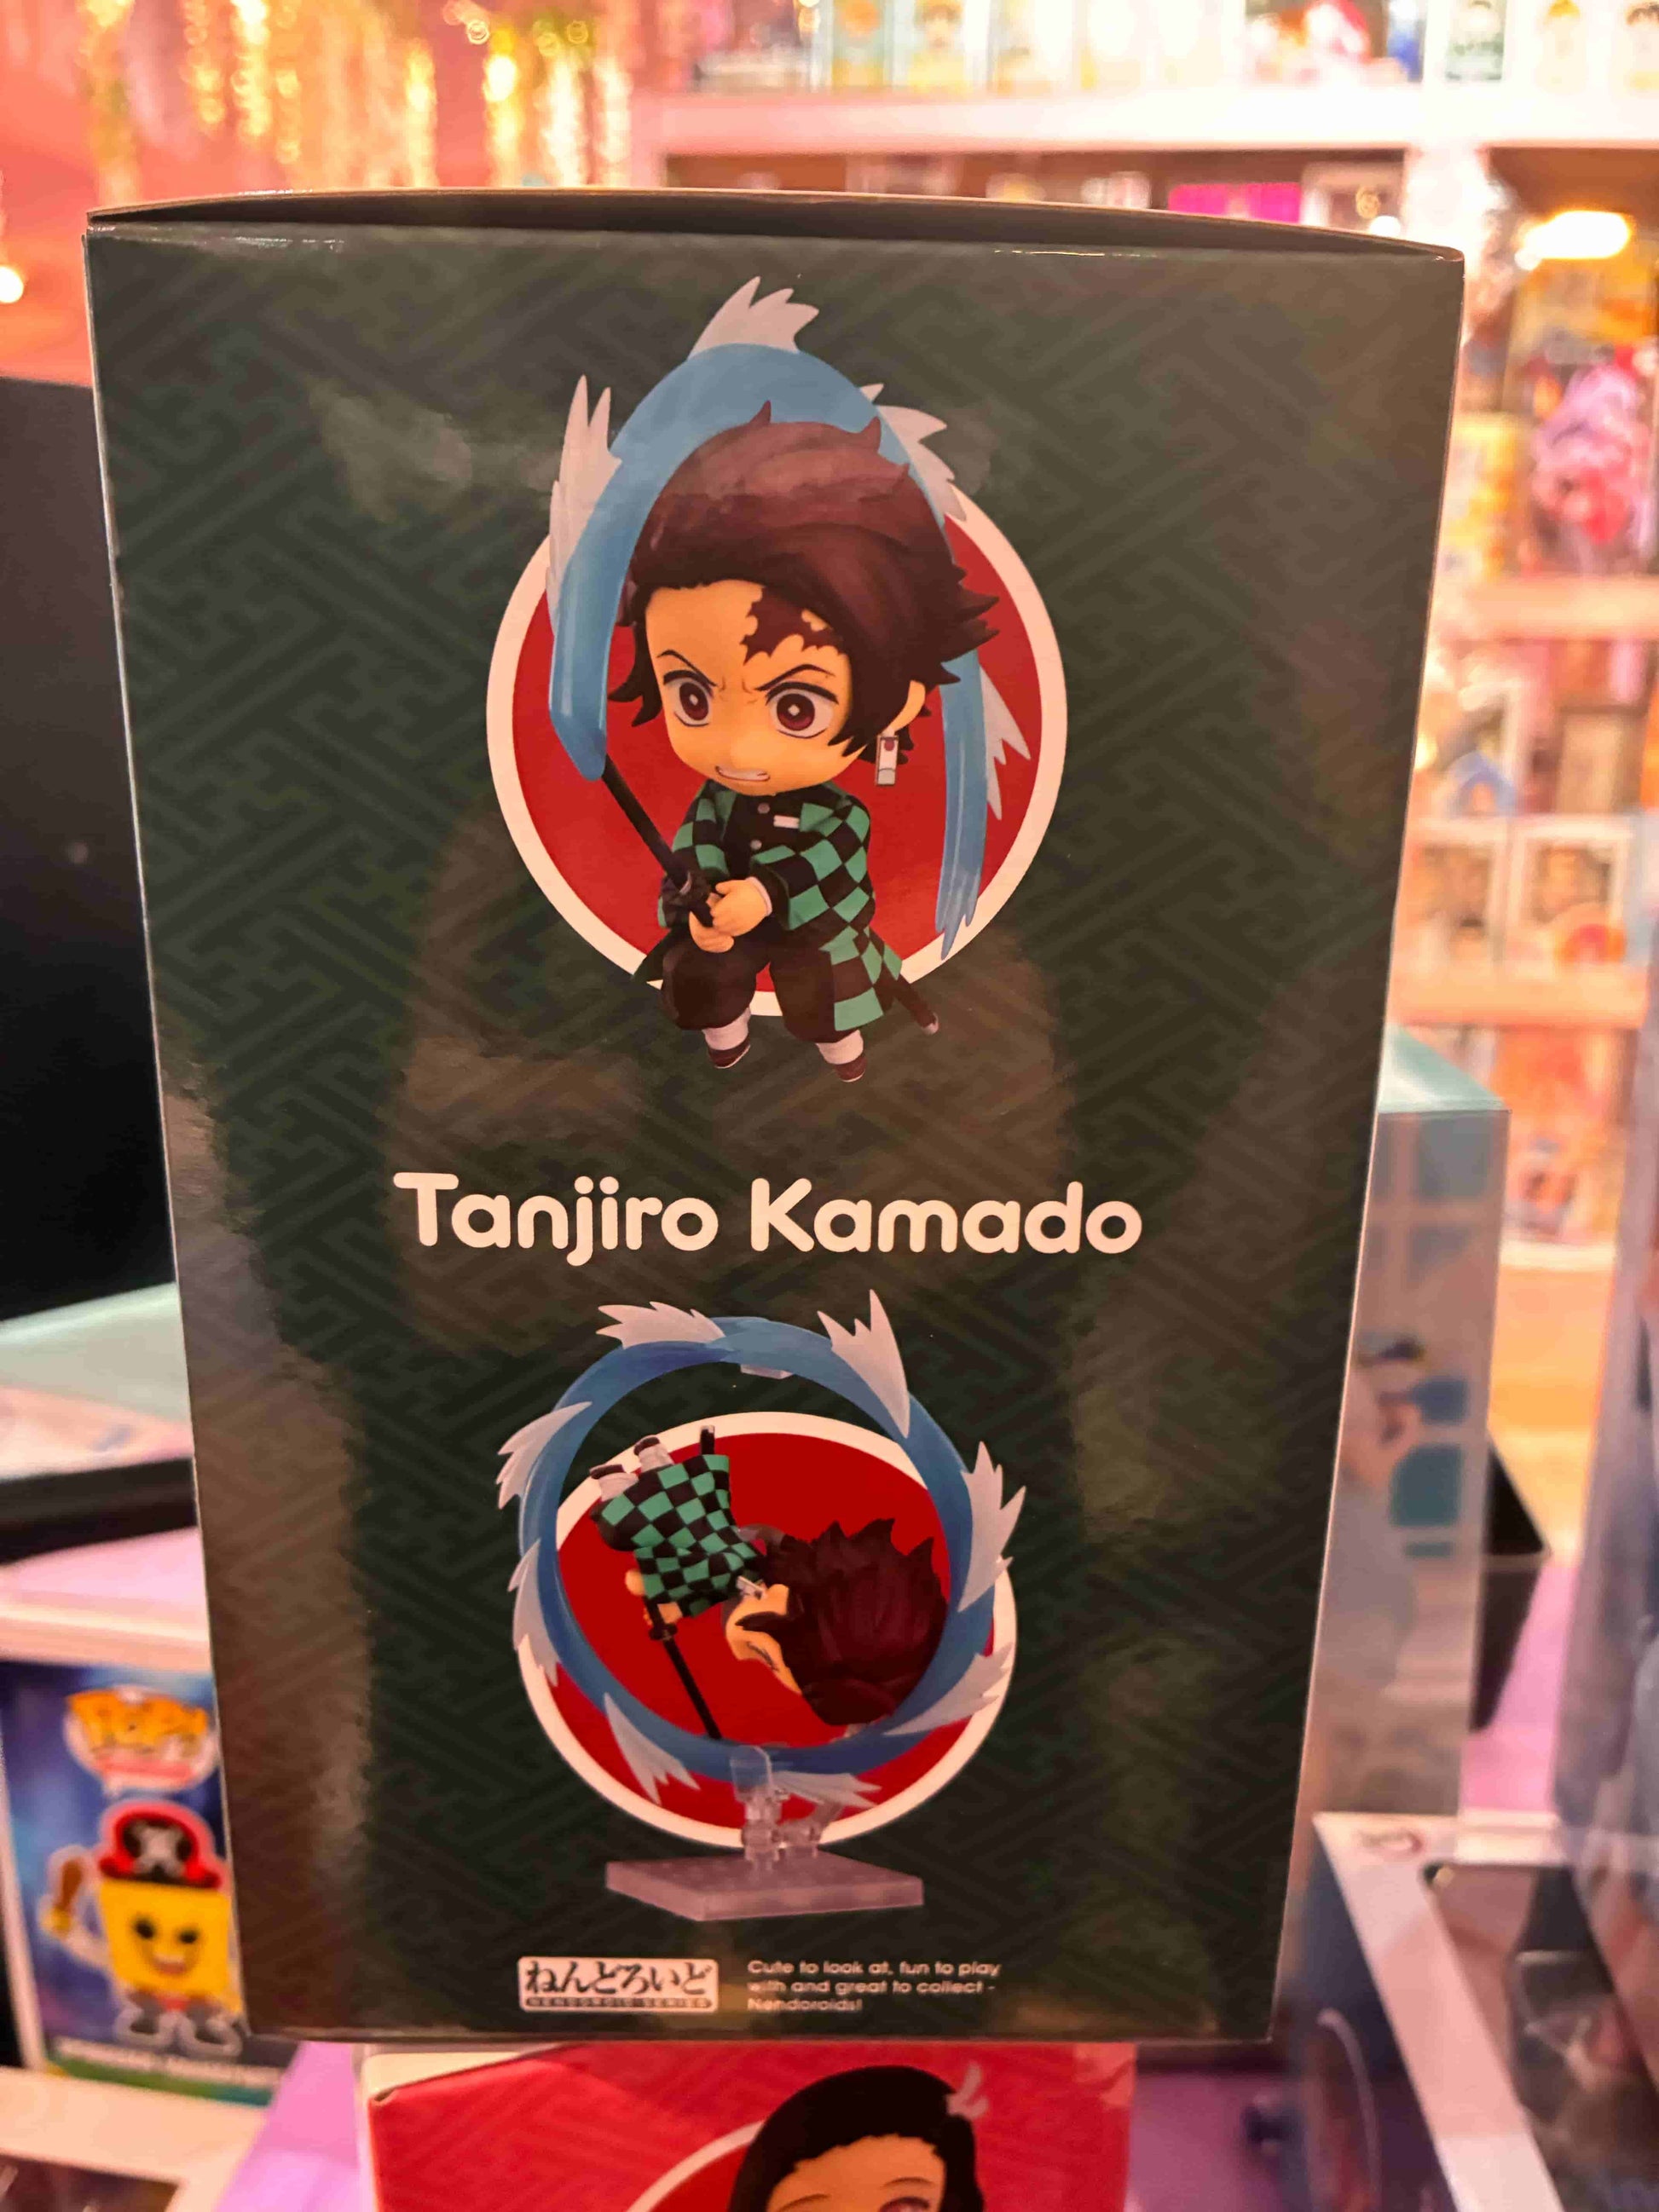 Tanjiro Kamado
ねんどろいど
NENDOROID SERIES
Cute to look at, fun to play
with and great to collect -
Nendoroids!